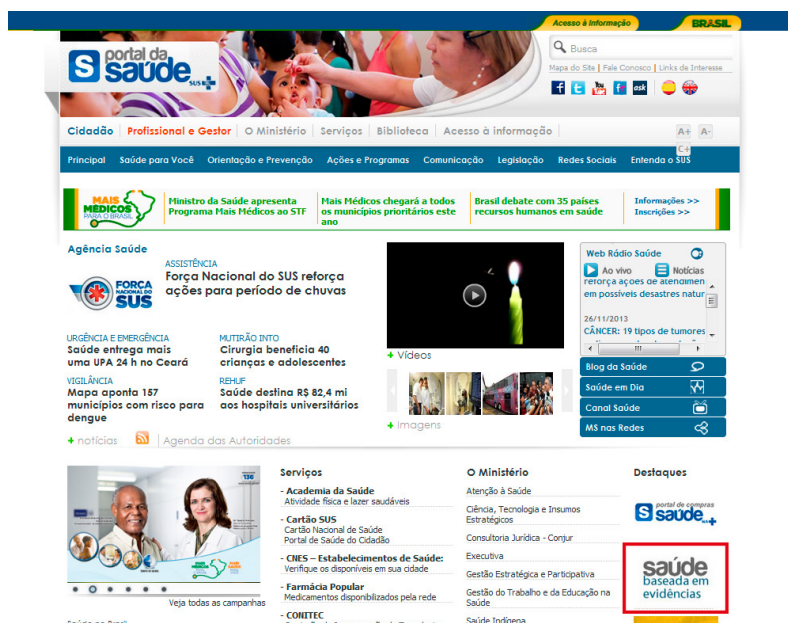 Acesso à Informação
BRASIL
portal da
saúde
SUS
Busca
Mapa do Site | Fale Conosco | Links de Interesse
ask
Cidadão | Profissional e Gestor | O Ministério | Serviços | Biblioteca | Acesso à informação
A+ A-
C+
Principal Saúde para Você Orientação e Prevenção Ações e Programas Comunicação Legislação Redes Sociais Entenda o SUS
MAIS
MÉDICOS
PARA O BRASIL
Ministro da Saúde apresenta
Programa Mais Médicos ao STF
Mais Médicos chegará a todos
os municípios prioritários este
ano
Brasil debate com 35 países
recursos humanos em saúde
Informações >>
Inscrições >>
Agência Saúde
FORÇA
NACIONAL DO
SUS
ASSISTÊNCIA
Força Nacional do SUS reforça
ações para período de chuvas
URGÊNCIA E EMERGÊNCIA
Saúde entrega mais
uma UPA 24 h no Ceará
MUTIRÃO INTO
Cirurgia beneficia 40
crianças e adolescentes
VIGILÂNCIA
Mapa aponta 157
municípios com risco para
dengue
REHUF
Saúde destina R$ 82,4 mi
aos hospitais universitários
+ notícias | Agenda das Autoridades
+ Vídeos
+ Imagens
Web Rádio Saúde
Ao vivo Notícias
reforça ações de atendimen
em possíveis desastres natur
26/11/2013
CÂNCER: 19 tipos de tumores
Blog da Saúde
Saúde em Dia
Canal Saúde
MS nas Redes
136
Veja todas as campanhas
Serviços
- Academia da Saúde
Atividade física e lazer saudáveis
- Cartão SUS
Cartão Nacional de Saúde
Portal de Saúde do Cidadão
- CNES – Estabelecimentos de Saúde:
Verifique os disponíveis em sua cidade
- Farmácia Popular
Medicamentos disponibilizados pela rede
- CONITEC
O Ministério
Atenção à Saúde
Ciência, Tecnologia e Insumos
Estratégicos
Consultoria Jurídica - Conjur
Executiva
Gestão Estratégica e Participativa
Gestão do Trabalho e da Educação na
Saúde
Saúde Indígena
Destaques
portal de compras
saúde
saúde
baseada em
evidências